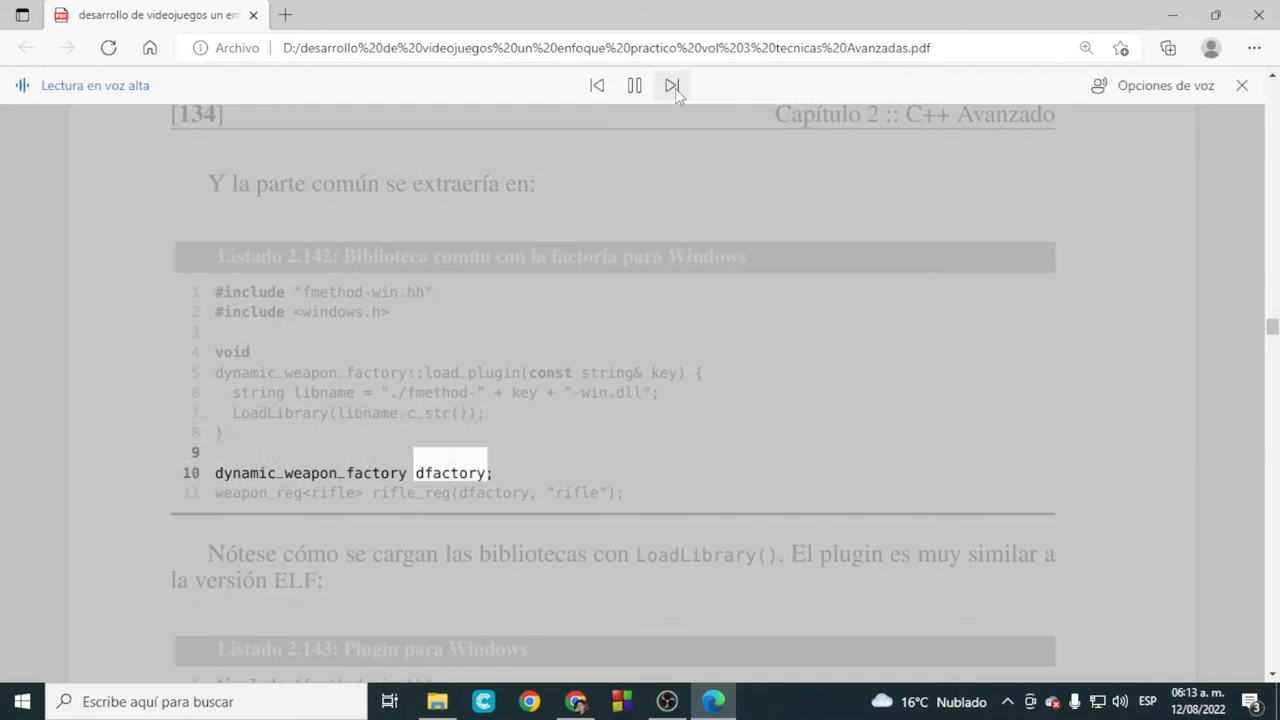 desarrollo de videojuegos un en
Archivo
D:/desarrollo%20de%20videojuegos%20un%20enfoque%20practico%20vol%203%20tecnicas%20Avanzadas.pdf
Lectura en voz alta
Opciones de voz
[134]
Capítulo 2 :: C++ Avanzado
Y la parte común se extraería en:
Listado 2.142: Biblioteca común con la factoría para Windows
1 #include "fmethod-win.hh"
2 #include <windows.h>
3
4 void
5 dynamic_weapon_factory::load_plugin(const string& key) {
6 string libname = "./fmethod-" + key + "-win.dll";
7 LoadLibrary(libname.c_str());
8 }
9
10 dynamic_weapon_factory dfactory;
11 weapon_reg<rifle> rifle_reg(dfactory, "rifle");
Nótese cómo se cargan las bibliotecas con LoadLibrary(). El plugin es muy similar a
la versión ELF:
Listado 2.143: Plugin para Windows
Escribe aquí para buscar
16°C Nublado
ESP
06:13 a. m.
12/08/2022
3